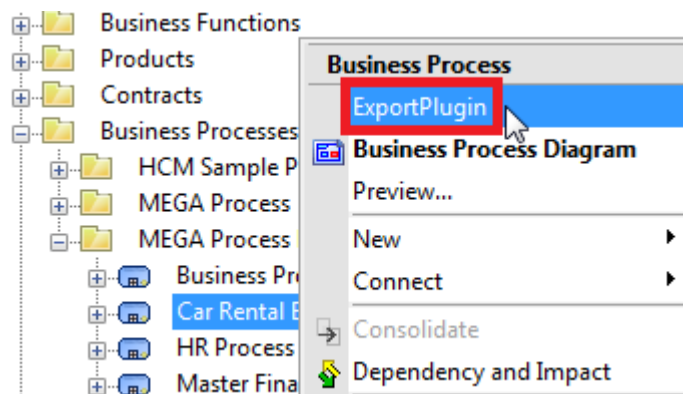 Business Functions
Products
Contracts
Business Processes
HCM Sample P
MEGA Process
MEGA Process
Business Pr
Car Rental E
HR Process
Master Fina
Business Process
ExportPlugin
Business Process Diagram
Preview...
New
Connect
Consolidate
Dependency and Impact